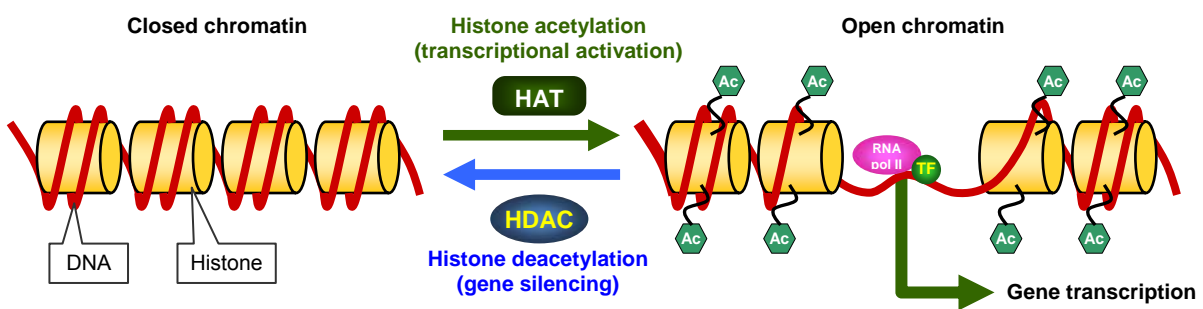 Closed chromatin
Histone acetylation
(transcriptional activation)
Open chromatin
HAT
HDAC
Histone deacetylation
(gene silencing)
DNA
Histone
Ac
Ac
Ac
Ac
RNA
pol II
TF
Ac
Ac
Ac
Ac
Gene transcription